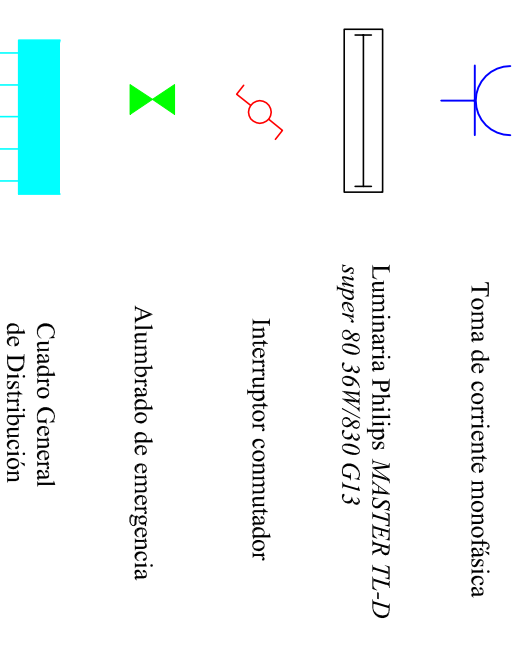 Toma de corriente monofásica
Luminaria Philips MASTER TL-D
super 80 36W/830 G13
Interruptor conmutador
Alumbrado de emergencia
Cuadro General
de Distribución